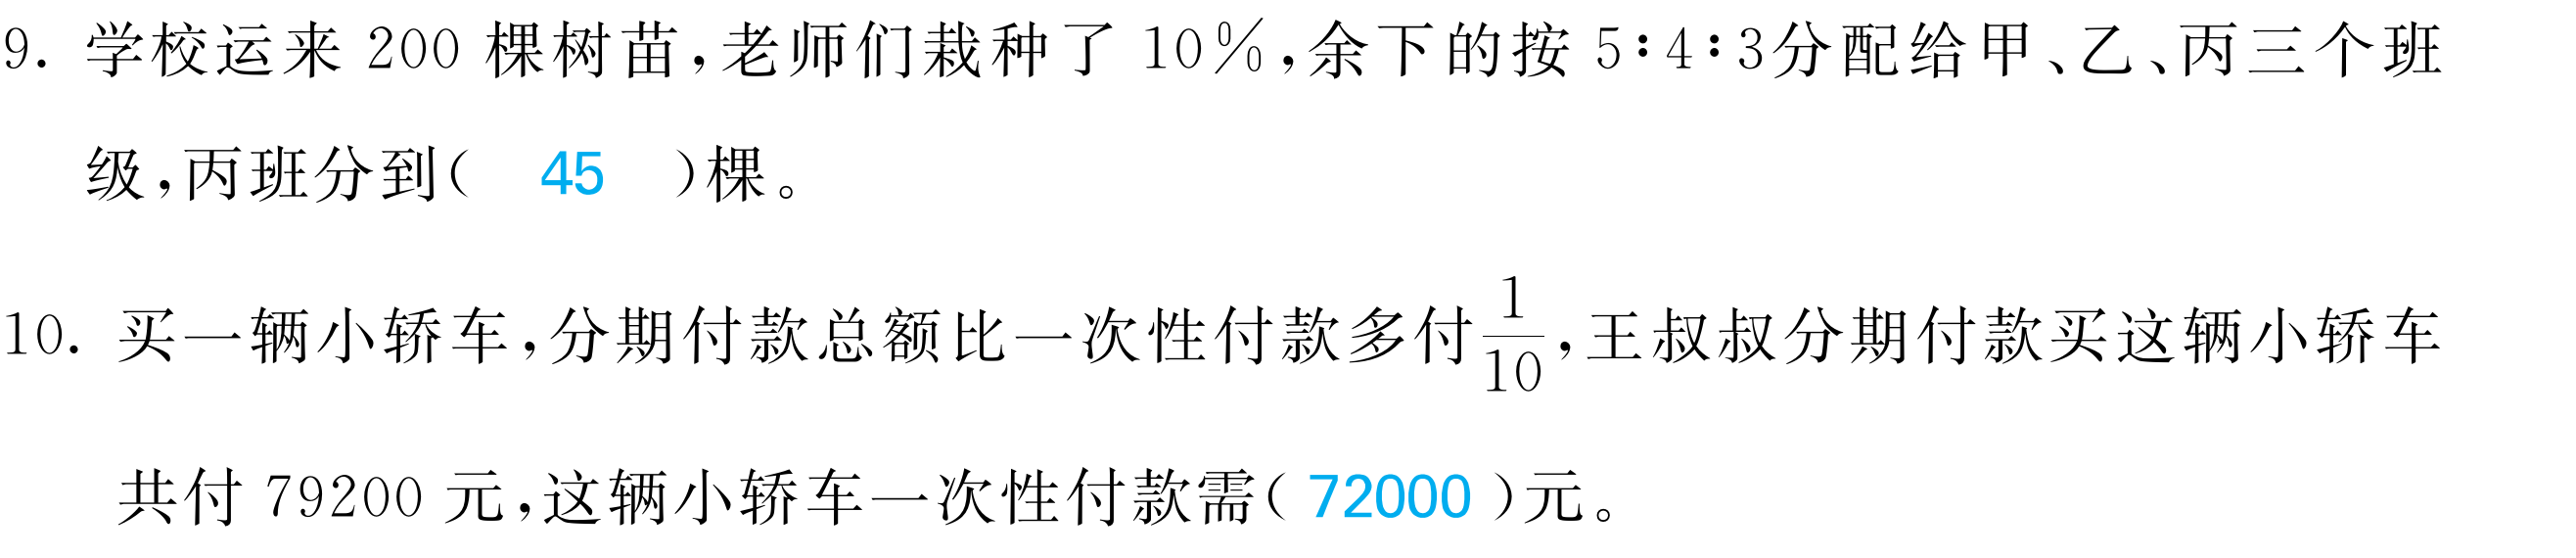 9. 学校运来 200 棵树苗,老师们栽种了 10%,余下的按 5∶4∶3分配给甲、乙、丙三个班
级,丙班分到( 45 )棵。
10. 买一辆小轿车,分期付款总额比一次性付款多付1/10,王叔叔分期付款买这辆小轿车
共付 79200 元,这辆小轿车一次性付款需( 72000 )元。